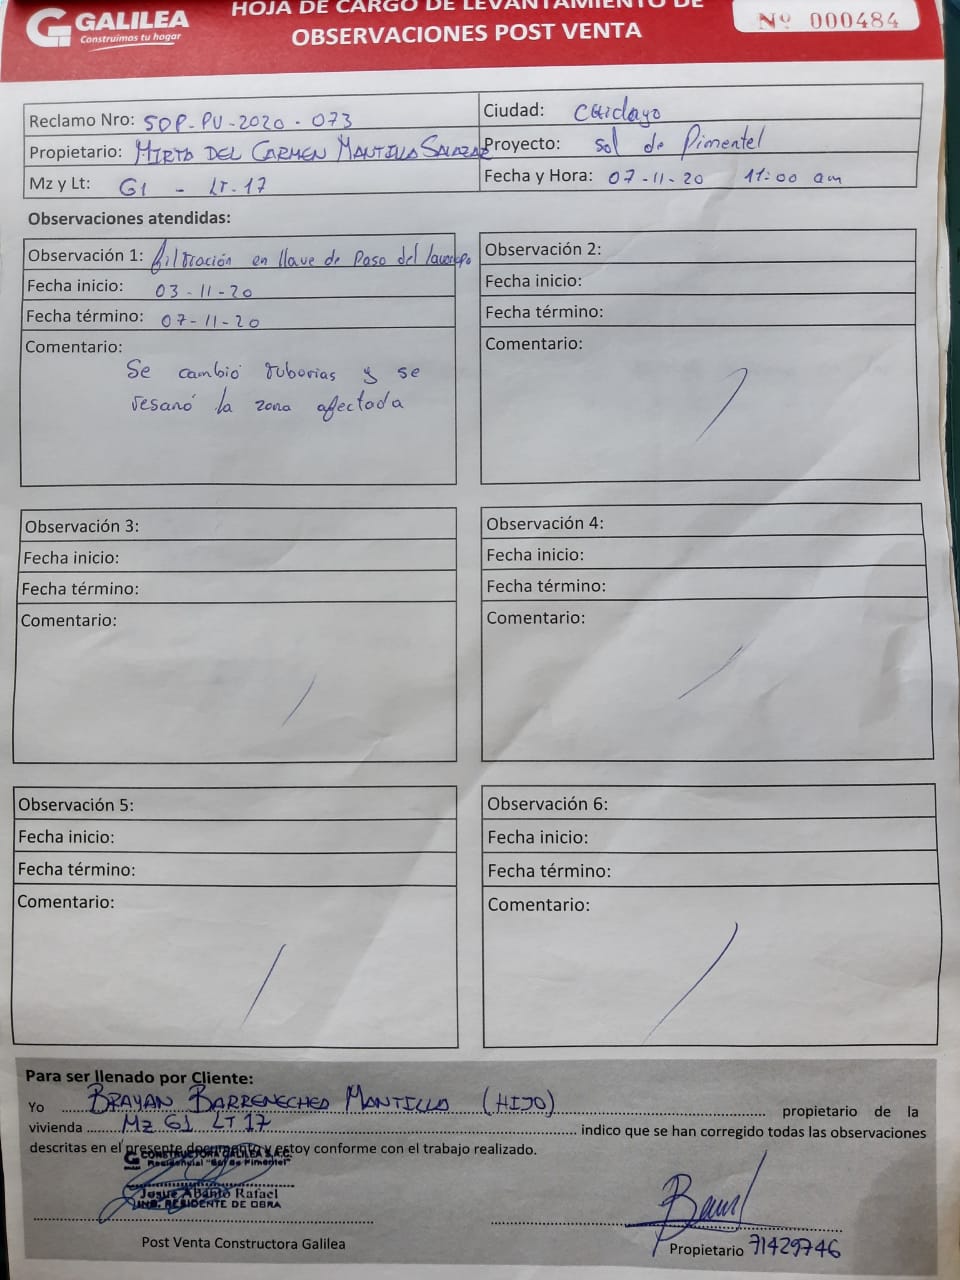 GALILEA
Construimos tu hogar
HOJA DE CARGO DE LEVANTAMIENTO DE
OBSERVACIONES POST VENTA
Nº 000484
Reclamo Nro: SOP-PU-2020-073
Ciudad: Chiclayo
Propietario: MIRTA DEL CARMEN MANTILLA SALAZAR
Proyecto: Sol de Pimentel
Mz y Lt: G1 - LT-17
Fecha y Hora: 07-11-20 11:00 am
Observaciones atendidas:
Observación 1: filtración en llave de paso del lavarropa
Fecha inicio: 03-11-20
Fecha término: 07-11-20
Comentario:
Se cambió tuberias y se
resanó la zona afectada
Observación 2:
Fecha inicio:
Fecha término:
Comentario:
Observación 3:
Fecha inicio:
Fecha término:
Comentario:
Observación 4:
Fecha inicio:
Fecha término:
Comentario:
Observación 5:
Fecha inicio:
Fecha término:
Comentario:
Observación 6:
Fecha inicio:
Fecha término:
Comentario:
Para ser llenado por Cliente:
Yo BRAYAN BARRENECHEA MANTILLA (HIJO) propietario de la
vivienda MZ G1 LT 17 indico que se han corregido todas las observaciones
descritas en el presente documento y estoy conforme con el trabajo realizado.
CONSTRUCTORA GALILEA S.A.C.
Residencial "Sol de Pimentel"
Josue Abanto Rafael
ING. RESIDENTE DE OBRA
Post Venta Constructora Galilea
Propietario 71429746